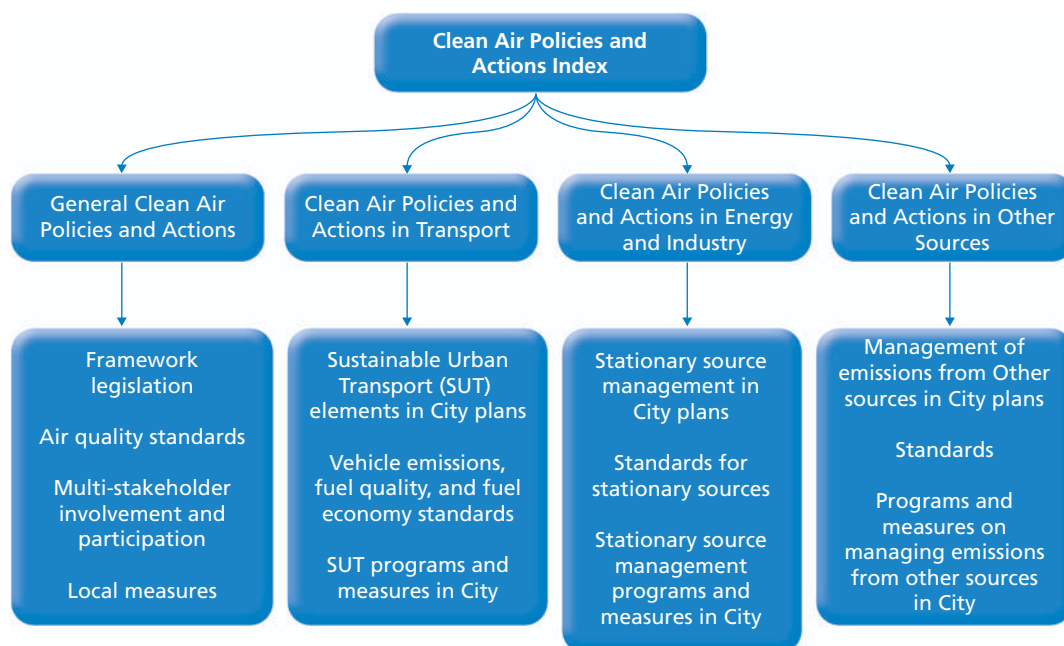 Clean Air Policies and
Actions Index
General Clean Air
Policies and Actions
Clean Air Policies and
Actions in Transport
Clean Air Policies
and Actions in Energy
and Industry
Clean Air Policies
and Actions in Other
Sources
Framework
legislation
Air quality standards
Multi-stakeholder
involvement and
participation
Local measures
Sustainable Urban
Transport (SUT)
elements in City plans
Vehicle emissions,
fuel quality, and fuel
economy standards
SUT programs and
measures in City
Stationary source
management in
City plans
Standards for
stationary sources
Stationary source
management
programs and
measures in City
Management of
emissions from Other
sources in City plans
Standards
Programs and
measures on
managing emissions
from other sources
in City